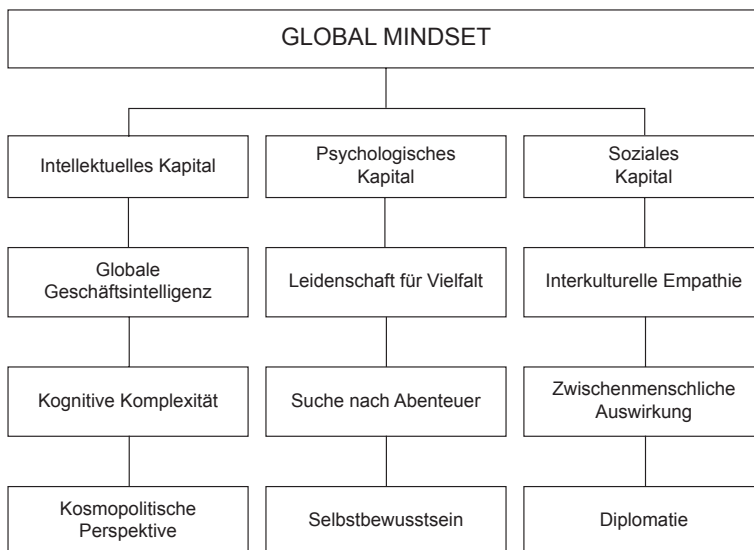 GLOBAL MINDSET
Intellektuelles Kapital
Psychologisches
Kapital
Soziales
Kapital
Globale
Geschäftsintelligenz
Leidenschaft für Vielfalt
Interkulturelle Empathie
Kognitive Komplexität
Suche nach Abenteuer
Zwischenmenschliche
Auswirkung
Kosmopolitische
Perspektive
Selbstbewusstsein
Diplomatie